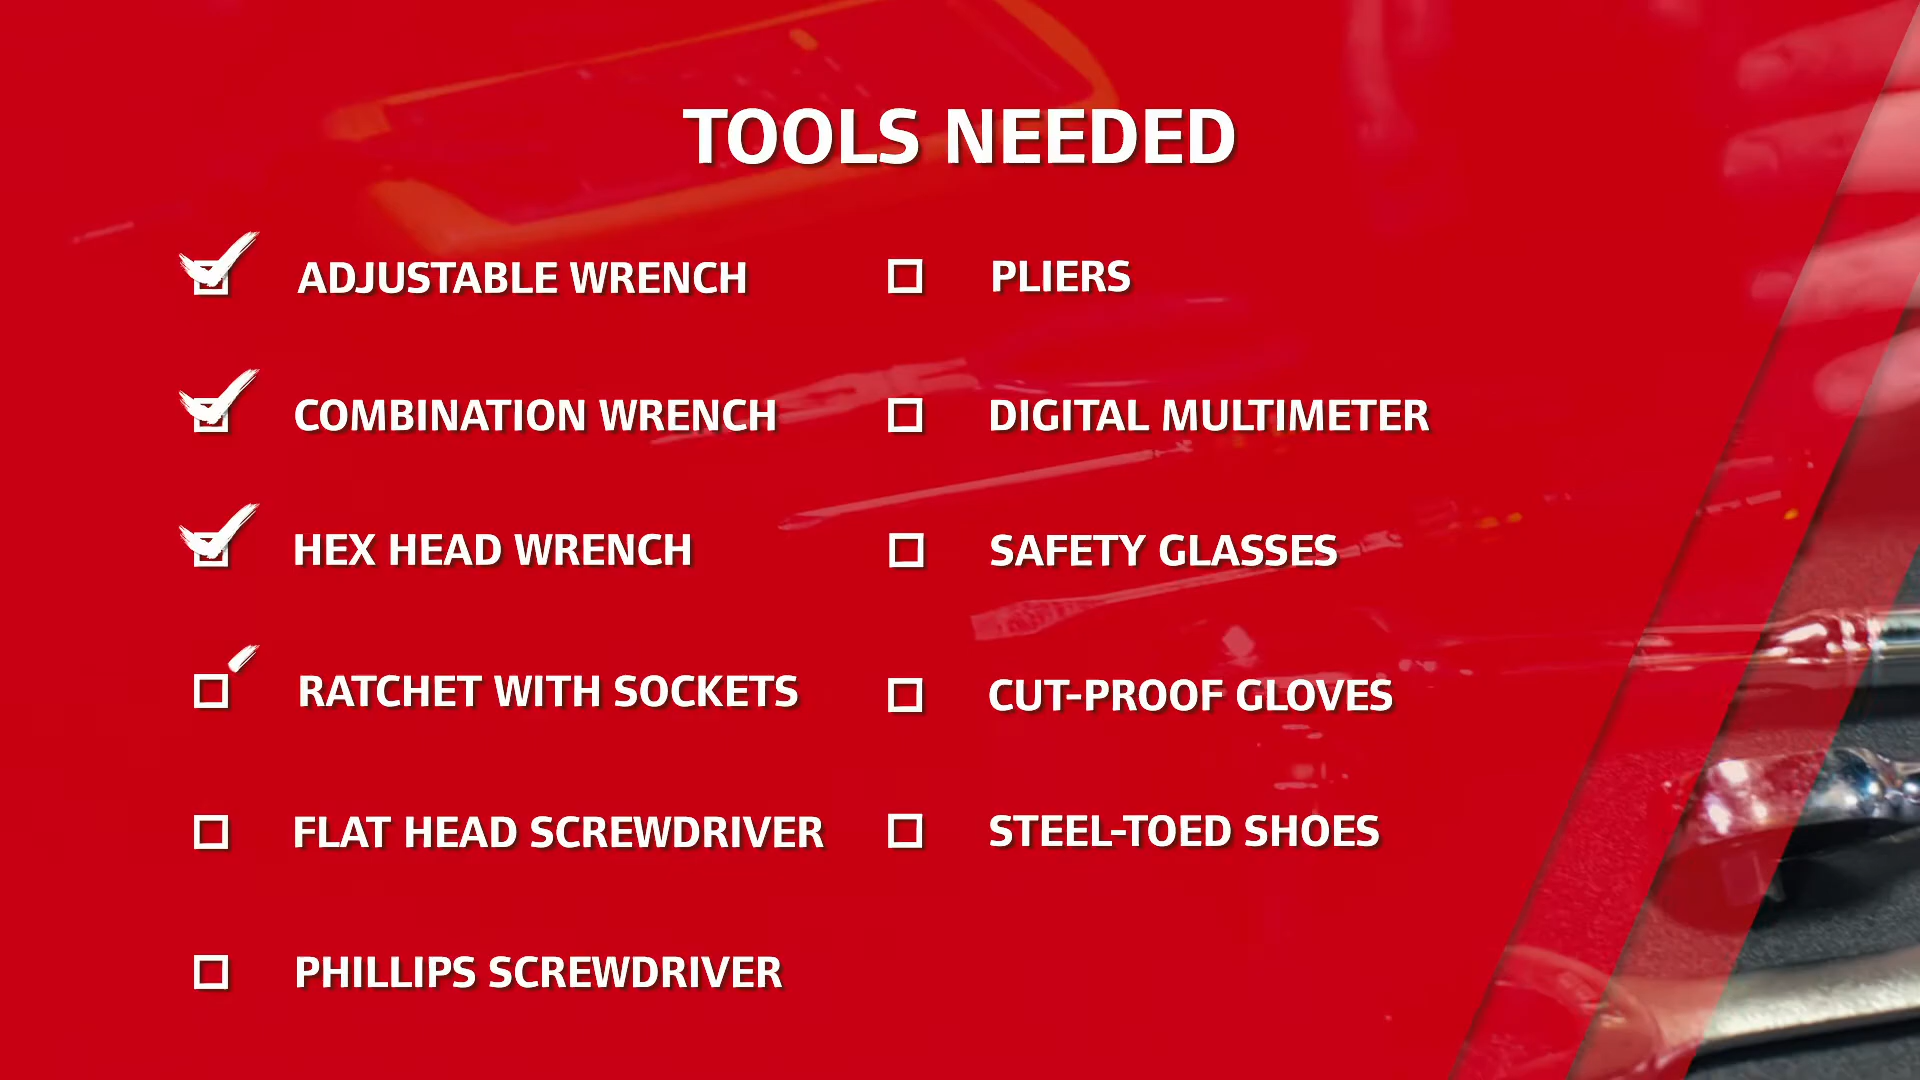 TOOLS NEEDED
ADJUSTABLE WRENCH
COMBINATION WRENCH
HEX HEAD WRENCH
RATCHET WITH SOCKETS
FLAT HEAD SCREWDRIVER
PHILLIPS SCREWDRIVER
PLIERS
DIGITAL MULTIMETER
SAFETY GLASSES
CUT-PROOF GLOVES
STEEL-TOED SHOES